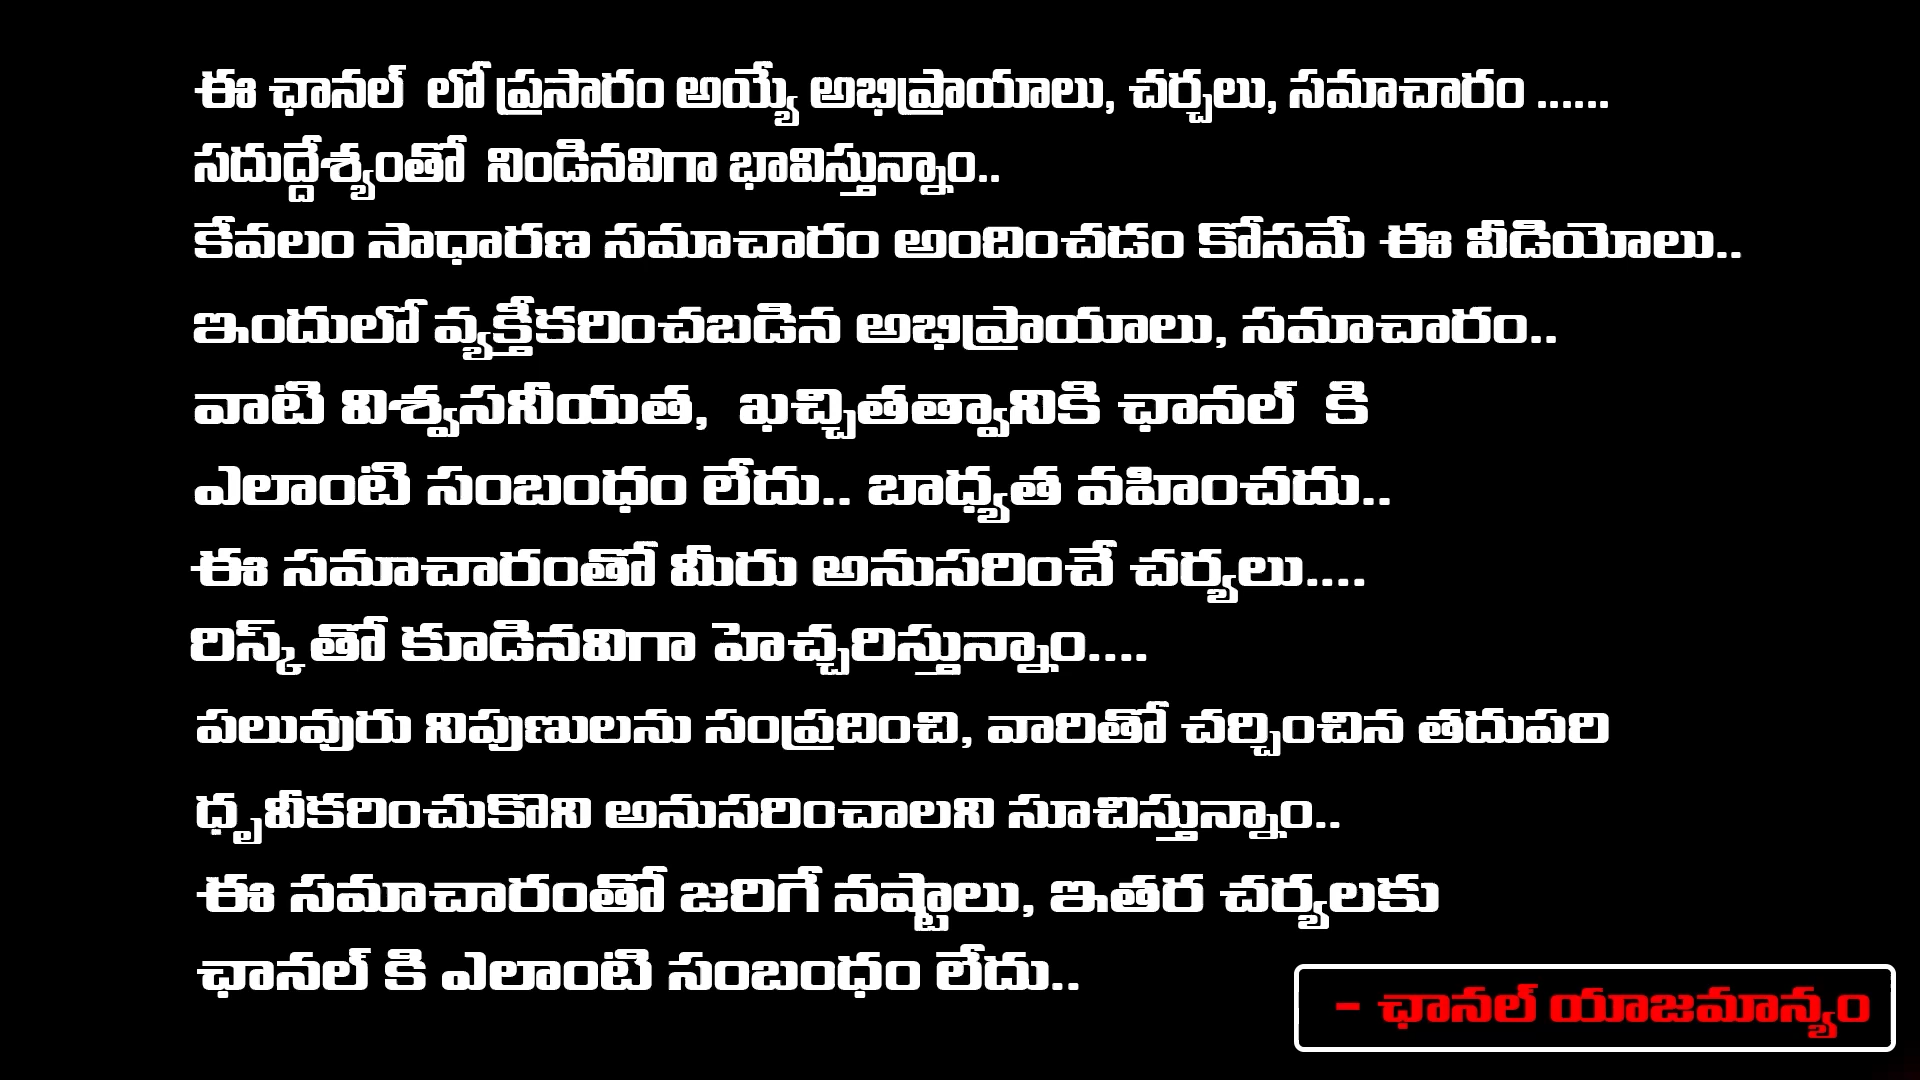 ఈ ఛానల్ లో ప్రసారం అయ్యే అభిప్రాయాలు, చర్చలు, సమాచారం ......
సదుద్దేశ్యంతో నిండినవిగా భావిస్తున్నాం..
కేవలం సాధారణ సమాచారం అందించడం కోసమే ఈ వీడియోలు..
ఇందులో వ్యక్తీకరించబడిన అభిప్రాయాలు, సమాచారం..
వాటి విశ్వసనీయత, ఖచ్చితత్వానికి ఛానల్ కి
ఎలాంటి సంబంధం లేదు.. బాధ్యత వహించదు..
ఈ సమాచారంతో మీరు అనుసరించే చర్యలు....
రిస్క్ తో కూడినవిగా హెచ్చరిస్తున్నాం....
పలువురు నిపుణులను సంప్రదించి, వారితో చర్చించిన తదుపరి
ధృవీకరించుకొని అనుసరించాలని సూచిస్తున్నాం..
ఈ సమాచారంతో జరిగే నష్టాలు, ఇతర చర్యలకు
ఛానల్ కి ఎలాంటి సంబంధం లేదు..
- ఛానల్ యాజమాన్యం